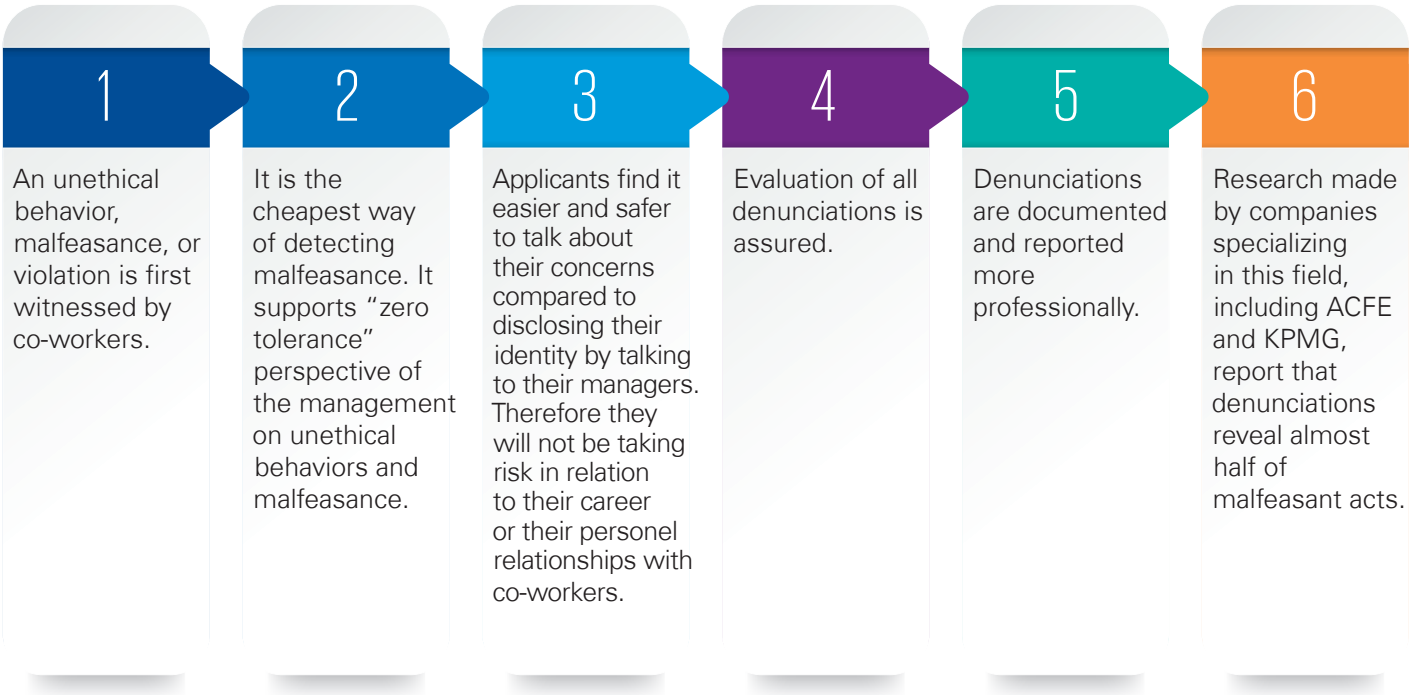 1
An unethical
behavior,
malfeasance, or
violation is first
witnessed by
co-workers.
2
It is the
cheapest way
of detecting
malfeasance. It
supports “zero
tolerance”
perspective of
the management
on unethical
behaviors and
malfeasance.
3
Applicants find it
easier and safer
to talk about
their concerns
compared to
disclosing their
identity by talking
to their managers.
Therefore they
will not be taking
risk in relation
to their career
or their personel
relationships with
co-workers.
4
Evaluation of all
denunciations is
assured.
5
Denunciations
are documented
and reported
more
professionally.
6
Research made
by companies
specializing
in this field,
including ACFE
and KPMG,
report that
denunciations
reveal almost
half of
malfeasant acts.